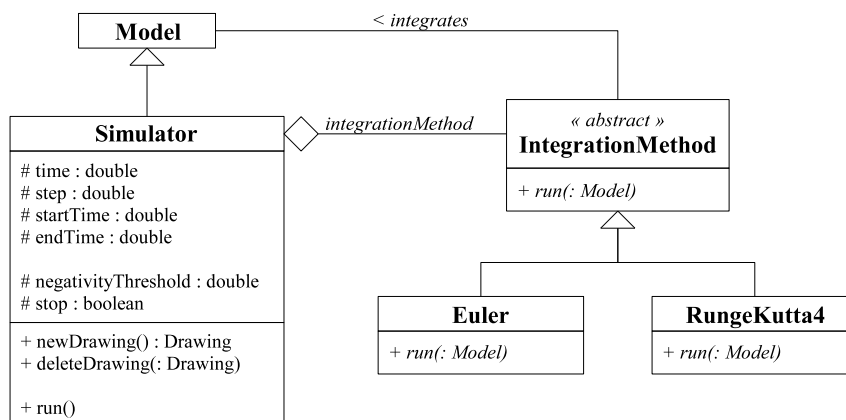 Model
< integrates
Simulator
# time : double
# step : double
# startTime : double
# endTime : double
# negativityThreshold : double
# stop : boolean
+ newDrawing() : Drawing
+ deleteDrawing(: Drawing)
+ run()
integrationMethod
« abstract »
IntegrationMethod
+ run(: Model)
Euler
+ run(: Model)
RungeKutta4
+ run(: Model)